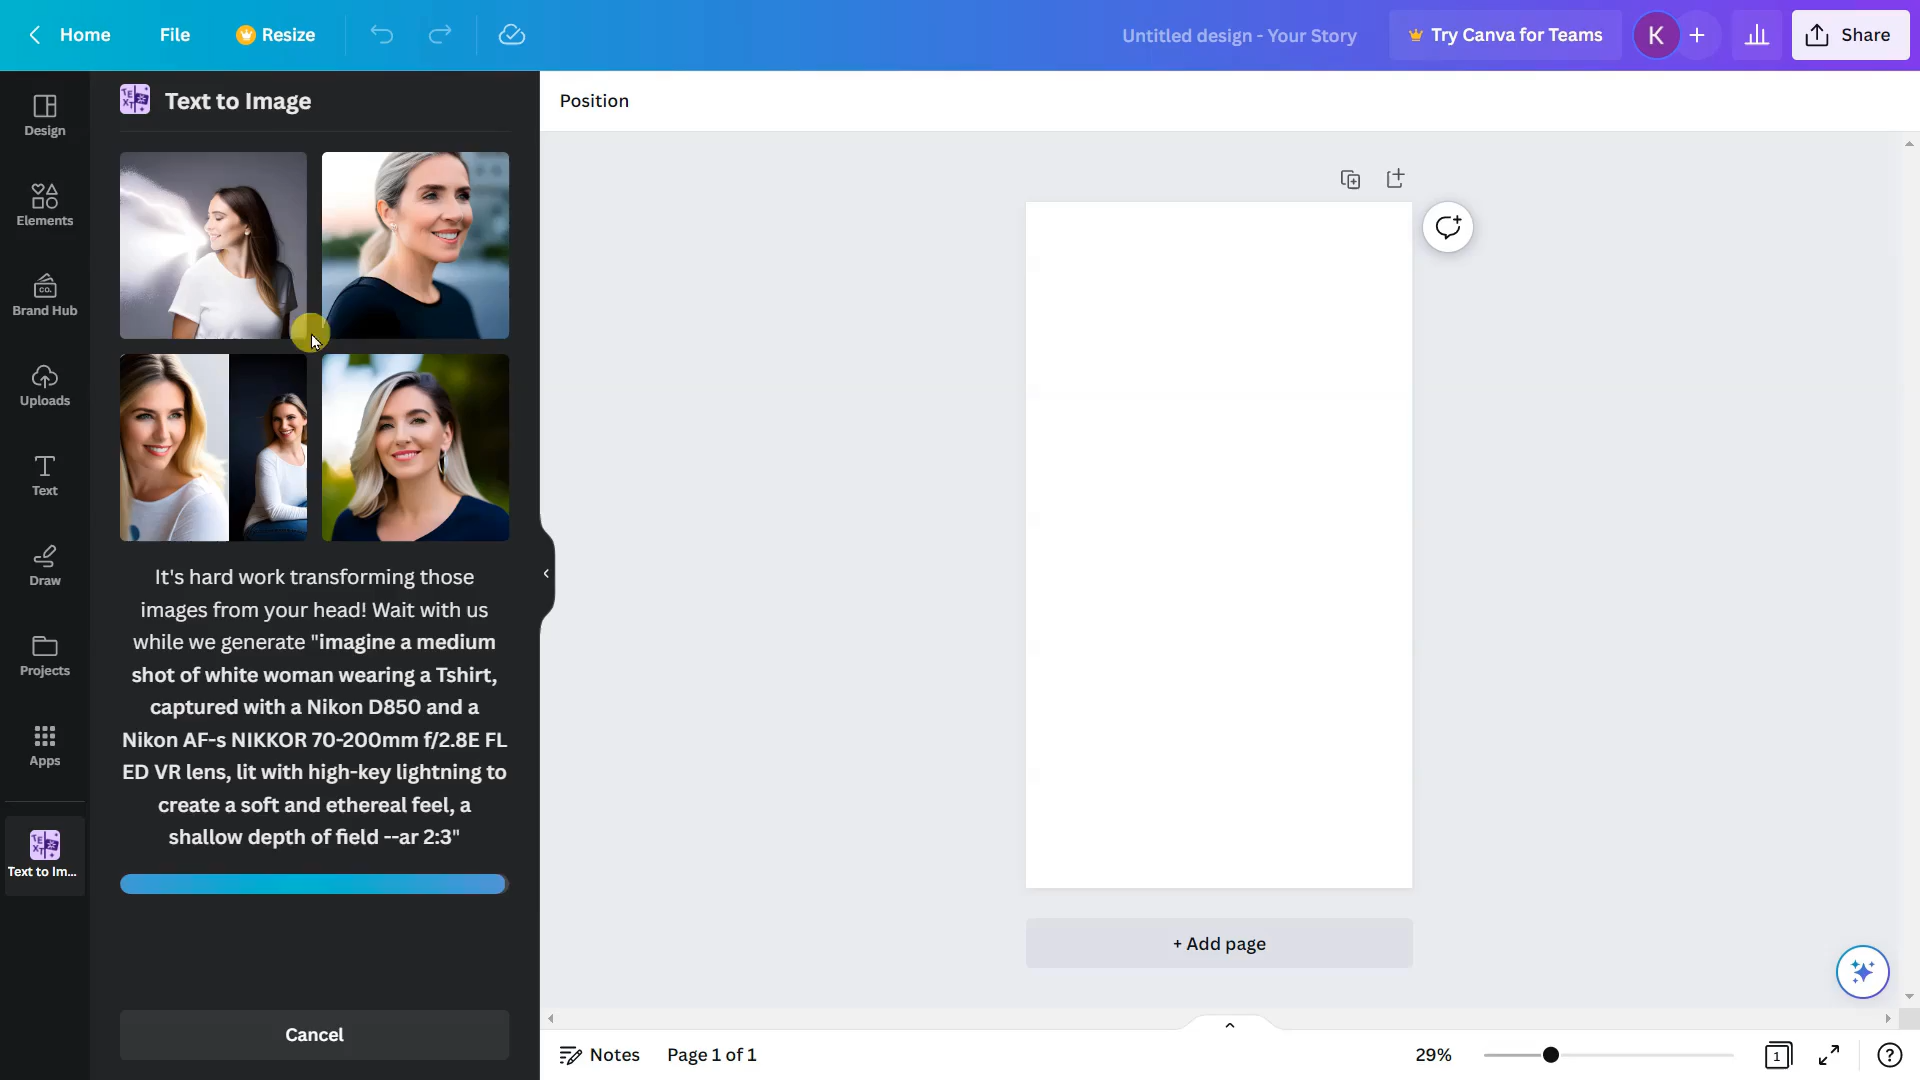 Home
File
Resize
Untitled design - Your Story
Try Canva for Teams
K
Share
Design
Elements
CO.
Brand Hub
Uploads
Text
Draw
Projects
Apps
TEXT
Text to Im...
TEXT
Text to Image
It's hard work transforming those
images from your head! Wait with us
while we generate "imagine a medium
shot of white woman wearing a Tshirt,
captured with a Nikon D850 and a
Nikon AF-s NIKKOR 70-200mm f/2.8E FL
ED VR lens, lit with high-key lightning to
create a soft and ethereal feel, a
shallow depth of field --ar 2:3"
Cancel
Position
+ Add page
Notes
Page 1 of 1
29%
1